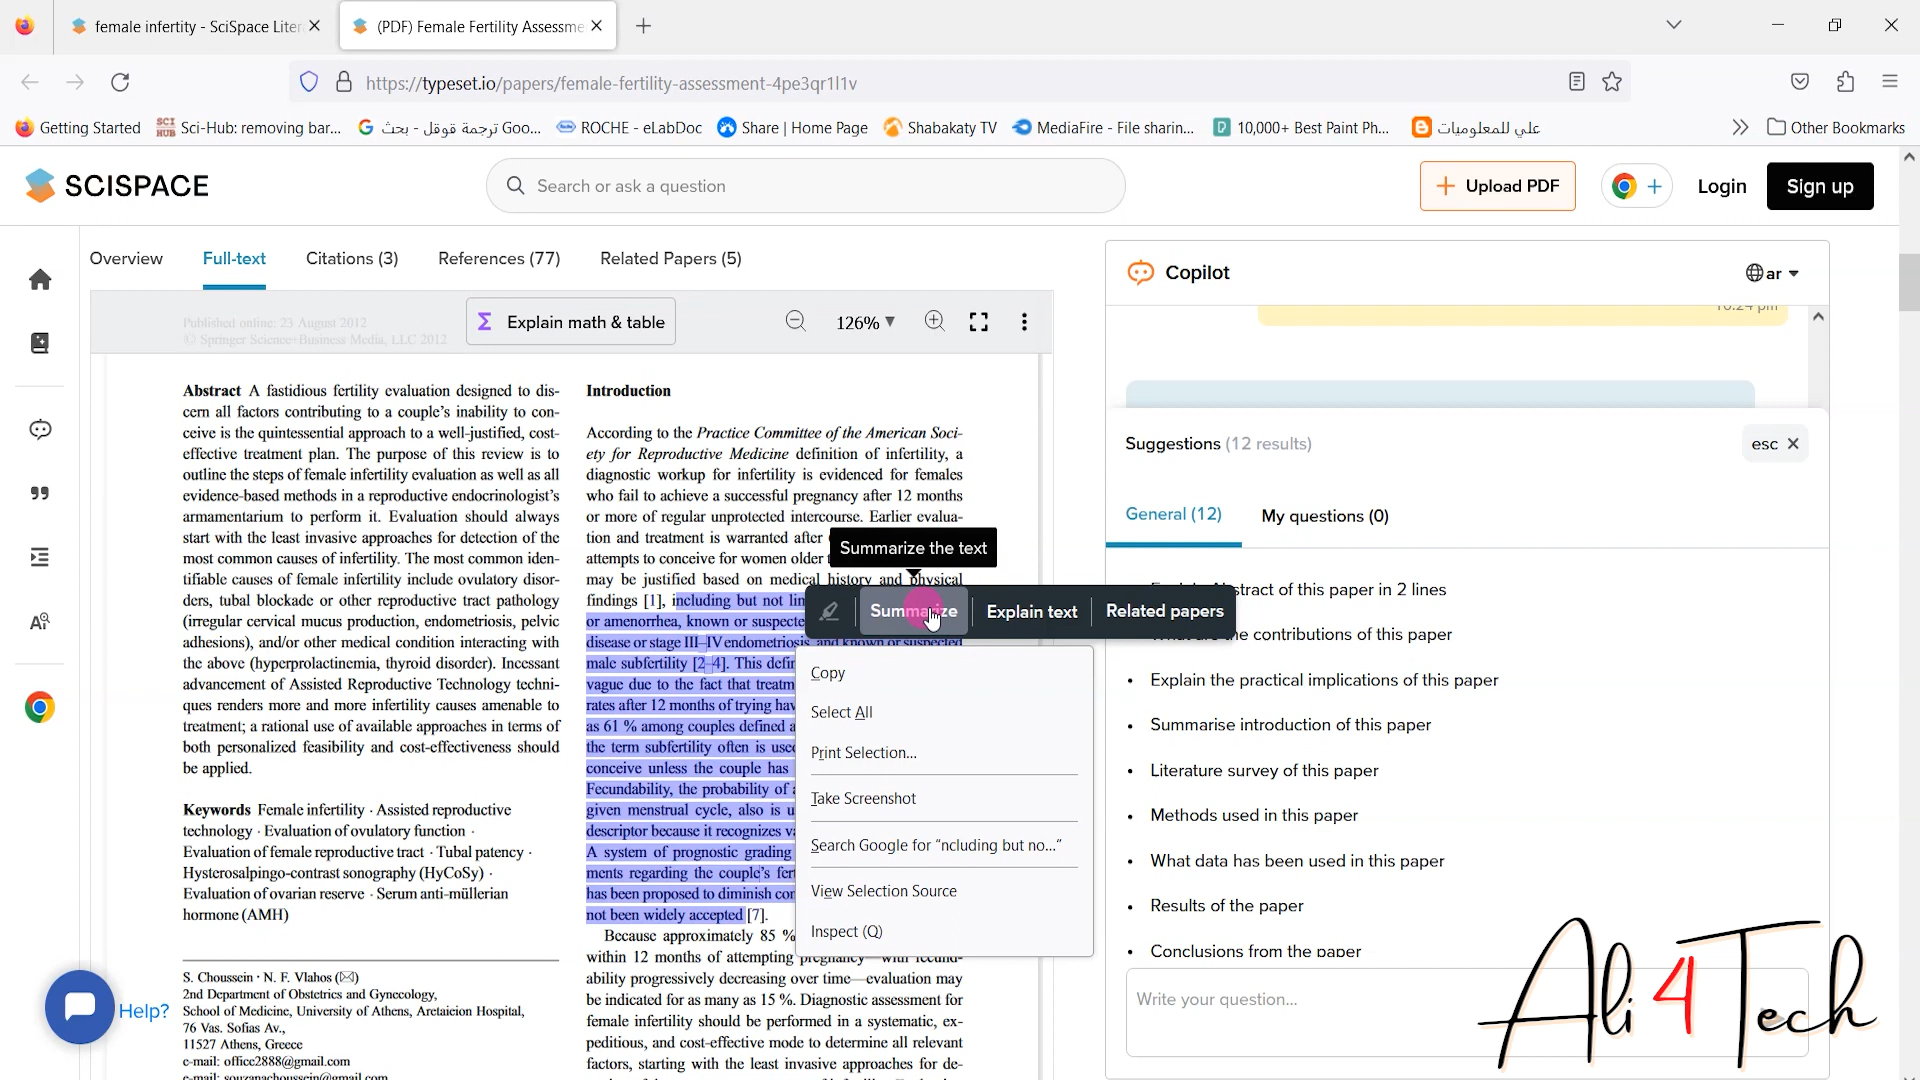 female infertity - SciSpace Liter
(PDF) Female Fertility Assessme
https://typeset.io/papers/female-fertility-assessment-4pe3qr1l1v
Getting Started
SCI HUB
Sci-Hub: removing bar...
ترجمة قوقل - بحث Goo...
ROCHE - eLabDoc
Share | Home Page
Shabakaty TV
MediaFire - File sharin...
10,000+ Best Paint Ph...
علي للمعلوميات
Other Bookmarks
SCISPACE
Search or ask a question
Upload PDF
Login
Sign up
Overview
Full-text
Citations (3)
References (77)
Related Papers (5)
Published online: 23 August 2012
© Springer Science+Business Media, LLC 2012
Explain math & table
126%
Abstract A fastidious fertility evaluation designed to dis-
cern all factors contributing to a couple's inability to con-
ceive is the quintessential approach to a well-justified, cost-
effective treatment plan. The purpose of this review is to
outline the steps of female infertility evaluation as well as all
evidence-based methods in a reproductive endocrinologist's
armamentarium to perform it. Evaluation should always
start with the least invasive approaches for detection of the
most common causes of infertility. The most common iden-
tifiable causes of female infertility include ovulatory disor-
ders, tubal blockade or other reproductive tract pathology
(irregular cervical mucus production, endometriosis, pelvic
adhesions), and/or other medical condition interacting with
the above (hyperprolactinemia, thyroid disorder). Incessant
advancement of Assisted Reproductive Technology techni-
ques renders more and more infertility causes amenable to
treatment; a rational use of available approaches in terms of
both personalized feasibility and cost-effectiveness should
be applied.
Keywords Female infertility · Assisted reproductive
technology · Evaluation of ovulatory function ·
Evaluation of female reproductive tract · Tubal patency ·
Hysterosalpingo-contrast sonography (HyCoSy) ·
Evaluation of ovarian reserve · Serum anti-müllerian
hormone (AMH)
S. Choussein · N. F. Vlahos (✉)
2nd Department of Obstetrics and Gynecology,
School of Medicine, University of Athens, Aretaieion Hospital,
76 Vas. Sofias Av.,
11527 Athens, Greece
e-mail: office2888@gmail.com
e-mail: souzanachoussein@gmail.com
Help?
Introduction
According to the Practice Committee of the American Soci-
ety for Reproductive Medicine definition of infertility, a
diagnostic workup for infertility is evidenced for females
who fail to achieve a successful pregnancy after 12 months
or more of regular unprotected intercourse. Earlier evalua-
tion and treatment is warranted after
attempts to conceive for women older
may be justified based on medical history and physical
findings [1], including but not lim
or amenorrhea, known or suspecte
disease or stage III–IV endometriosis, and known or suspected
male subfertility [2–4]. This defin
vague due to the fact that treatm
rates after 12 months of trying hav
as 61 % among couples defined a
the term subfertility often is use
conceive unless the couple has
Fecundability, the probability of a
given menstrual cycle, also is u
descriptor because it recognizes va
A system of prognostic grading
ments regarding the couple's fert
has been proposed to diminish con
not been widely accepted [7].
Because approximately 85 %
within 12 months of attempting pregnancy—with fecund-
ability progressively decreasing over time—evaluation may
be indicated for as many as 15 %. Diagnostic assessment for
female infertility should be performed in a systematic, ex-
peditious, and cost-effective mode to determine all relevant
factors, starting with the least invasive approaches for de-
Summarize the text
Summarize
Explain text
Related papers
Copy
Select All
Print Selection...
Take Screenshot
Search Google for "ncluding but no..."
View Selection Source
Inspect (Q)
Copilot
ar
10:24 pm
Suggestions (12 results)
esc
General (12)
My questions (0)
stract of this paper in 2 lines
the contributions of this paper
• Explain the practical implications of this paper
• Summarise introduction of this paper
• Literature survey of this paper
• Methods used in this paper
• What data has been used in this paper
• Results of the paper
• Conclusions from the paper
Write your question...
Ali 4 Tech